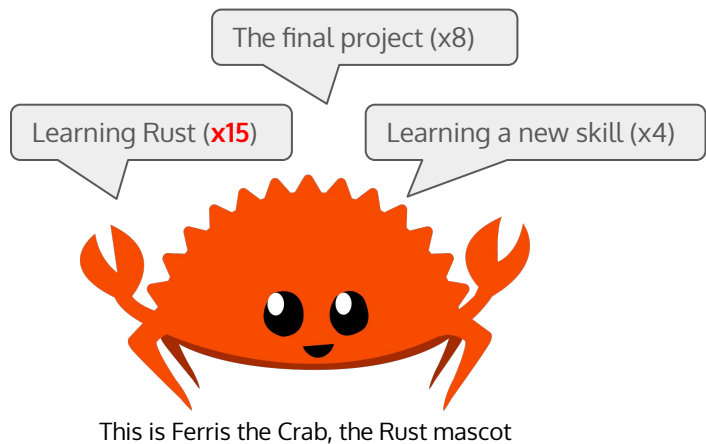 The final project (x8)
Learning Rust (x15)
Learning a new skill (x4)
This is Ferris the Crab, the Rust mascot